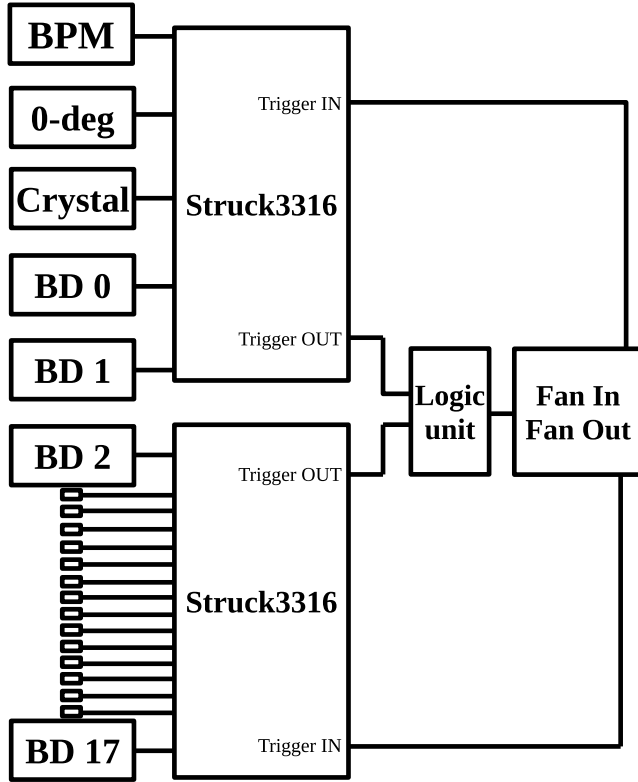 BPM
0-deg
Crystal
BD 0
BD 1
Trigger IN
Struck3316
Trigger OUT
Logic
unit
Fan In
Fan Out
BD 2
BD 17
Trigger OUT
Struck3316
Trigger IN